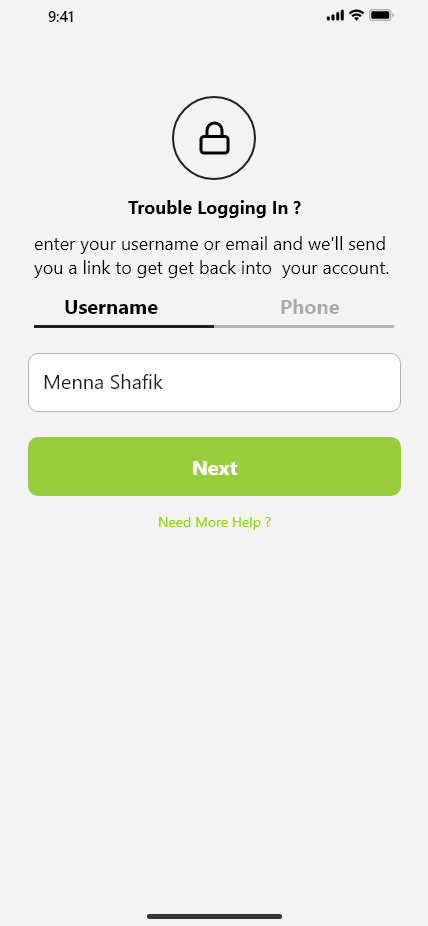 9:41
Trouble Logging In ?
enter your username or email and we'll send
you a link to get get back into  your account.
Username Phone
Menna Shafik
Next
Need More Help ?